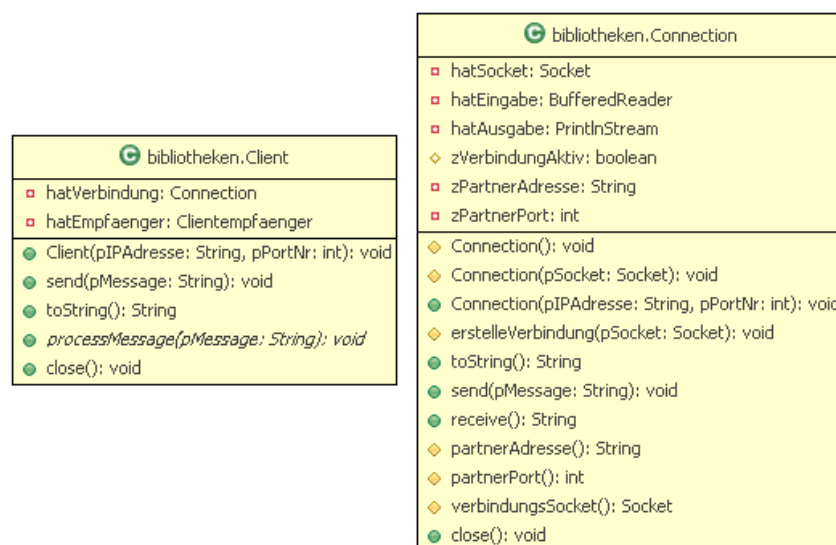 bibliotheken.Client
hatVerbindung: Connection
hatEmpfaenger: Clientempfaenger
Client(pIPAdresse: String, pPortNr: int): void
send(pMessage: String): void
toString(): String
processMessage(pMessage: String): void
close(): void
bibliotheken.Connection
hatSocket: Socket
hatEingabe: BufferedReader
hatAusgabe: PrintlnStream
zVerbindungAktiv: boolean
zPartnerAdresse: String
zPartnerPort: int
Connection(): void
Connection(pSocket: Socket): void
Connection(pIPAdresse: String, pPortNr: int): void
erstelleVerbindung(pSocket: Socket): void
toString(): String
send(pMessage: String): void
receive(): String
partnerAdresse(): String
partnerPort(): int
verbindungsSocket(): Socket
close(): void